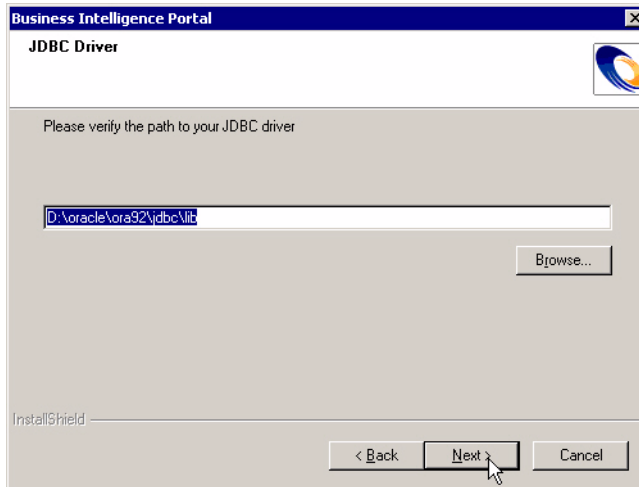 Business Intelligence Portal
JDBC Driver
Please verify the path to your JDBC driver
D:\oracle\ora92\jdbc\lib
Browse...
InstallShield
< Back Next > Cancel